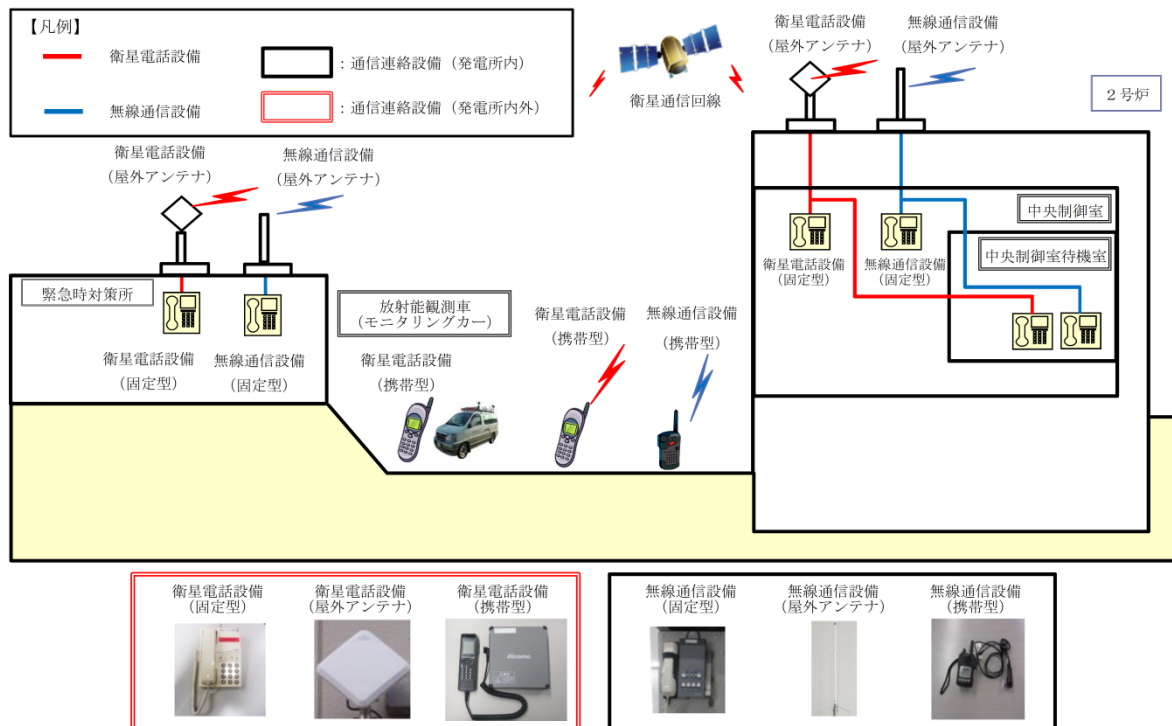 【凡例】
衛星電話設備
：通信連絡設備（発電所内）
無線通信設備
：通信連絡設備（発電所内外）
衛星通信回線
衛星電話設備
（屋外アンテナ）
無線通信設備
（屋外アンテナ）
２号炉
衛星電話設備
（屋外アンテナ）
無線通信設備
（屋外アンテナ）
中央制御室
中央制御室待機室
衛星電話設備
（固定型）
無線通信設備
（固定型）
緊急時対策所
衛星電話設備
（固定型）
無線通信設備
（固定型）
放射能観測車
（モニタリングカー）
衛星電話設備
（携帯型）
衛星電話設備
（携帯型）
無線通信設備
（携帯型）
衛星電話設備
（固定型）
衛星電話設備
（屋外アンテナ）
衛星電話設備
（携帯型）
döcomo
無線通信設備
（固定型）
無線通信設備
（屋外アンテナ）
無線通信設備
（携帯型）